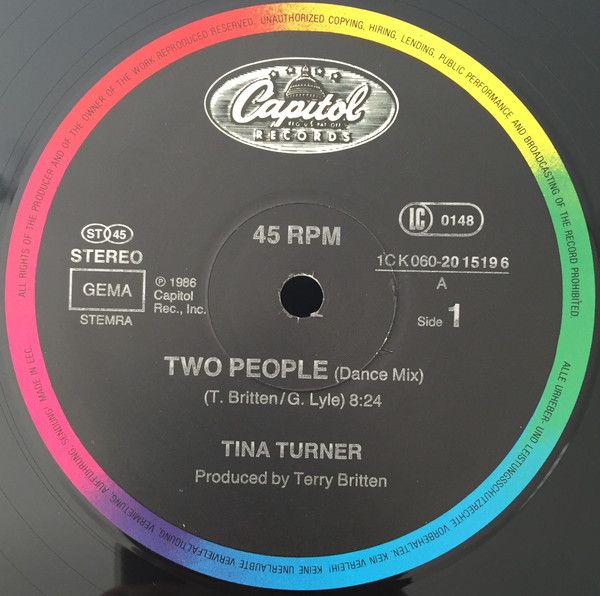 ALL RIGHTS OF THE PRODUCER AND OF THE OWNER OF THE WORK REPRODUCED RESERVED. UNAUTHORIZED COPYING, HIRING, LENDING, PUBLIC PERFORMANCE AND BROADCASTING OF THE RECORD PROHIBITED.
Capitol
REG. U.S. PAT. OFF.
RECORDS
ST 45
STEREO
GEMA
STEMRA
℗ 1986
Capitol
Rec., Inc.
45 RPM
LC 0148
1C K 060-20 1519 6
A
Side 1
TWO PEOPLE (Dance Mix)
(T. Britten/G. Lyle) 8:24
TINA TURNER
Produced by Terry Britten
ALLE URHEBER- UND LEISTUNGSSCHUTZRECHTE VORBEHALTEN. KEIN VERLEIH! KEINE UNERLAUBTE VERVIELFÄLTIGUNG, VERMIETUNG, AUFFÜHRUNG, SENDUNG! MADE IN EEC.